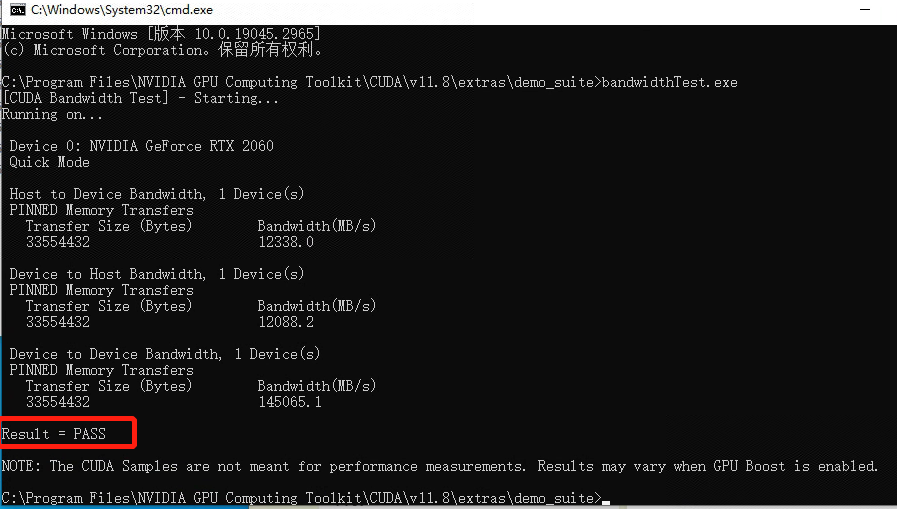 C:\Windows\System32\cmd.exe
Microsoft Windows [版本 10.0.19045.2965]
(c) Microsoft Corporation。保留所有权利。
C:\Program Files\NVIDIA GPU Computing Toolkit\CUDA\v11.8\extras\demo_suite>bandwidthTest.exe
[CUDA Bandwidth Test] - Starting...
Running on...
Device 0: NVIDIA GeForce RTX 2060
Quick Mode
Host to Device Bandwidth, 1 Device(s)
PINNED Memory Transfers
Transfer Size (Bytes) Bandwidth(MB/s)
33554432 12338.0
Device to Host Bandwidth, 1 Device(s)
PINNED Memory Transfers
Transfer Size (Bytes) Bandwidth(MB/s)
33554432 12088.2
Device to Device Bandwidth, 1 Device(s)
PINNED Memory Transfers
Transfer Size (Bytes) Bandwidth(MB/s)
33554432 145065.1
Result = PASS
NOTE: The CUDA Samples are not meant for performance measurements. Results may vary when GPU Boost is enabled.
C:\Program Files\NVIDIA GPU Computing Toolkit\CUDA\v11.8\extras\demo_suite>